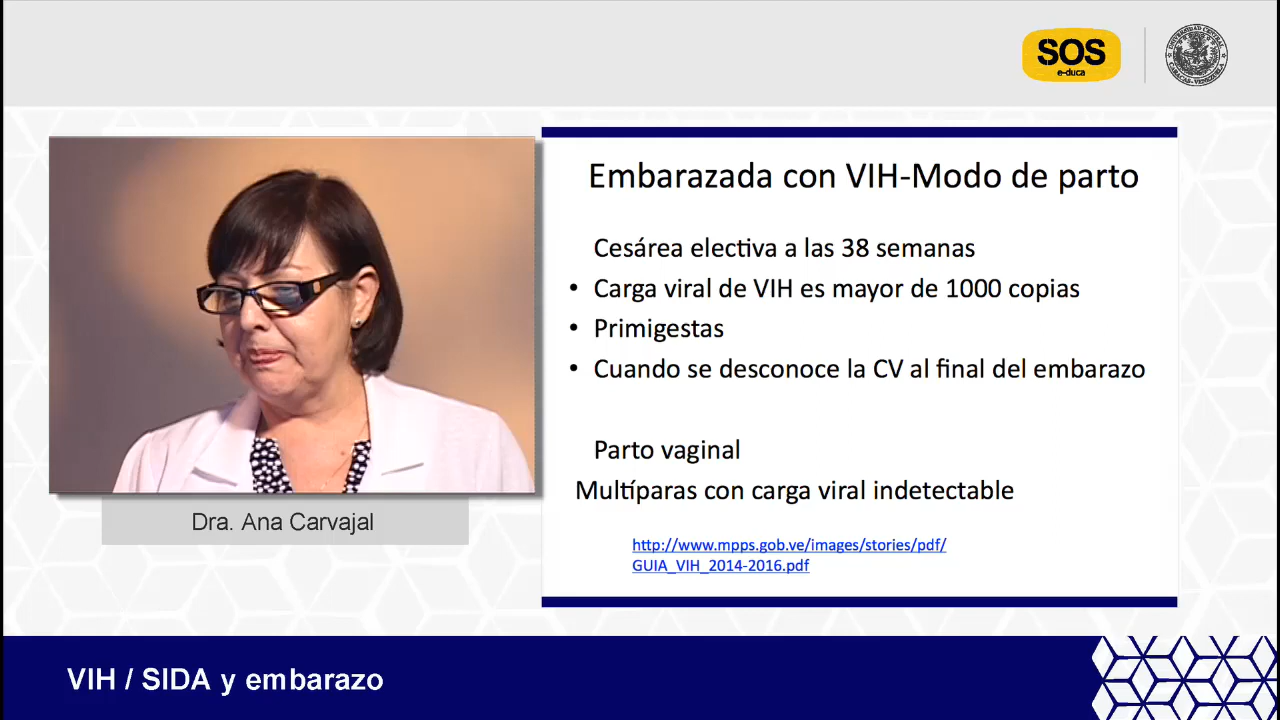 SOS
e-duca
Embarazada con VIH-Modo de parto
Cesárea electiva a las 38 semanas
• Carga viral de VIH es mayor de 1000 copias
• Primigestas
• Cuando se desconoce la CV al final del embarazo
Parto vaginal
Multíparas con carga viral indetectable
http://www.mpps.gob.ve/images/stories/pdf/
GUIA_VIH_2014-2016.pdf
Dra. Ana Carvajal
VIH / SIDA y embarazo